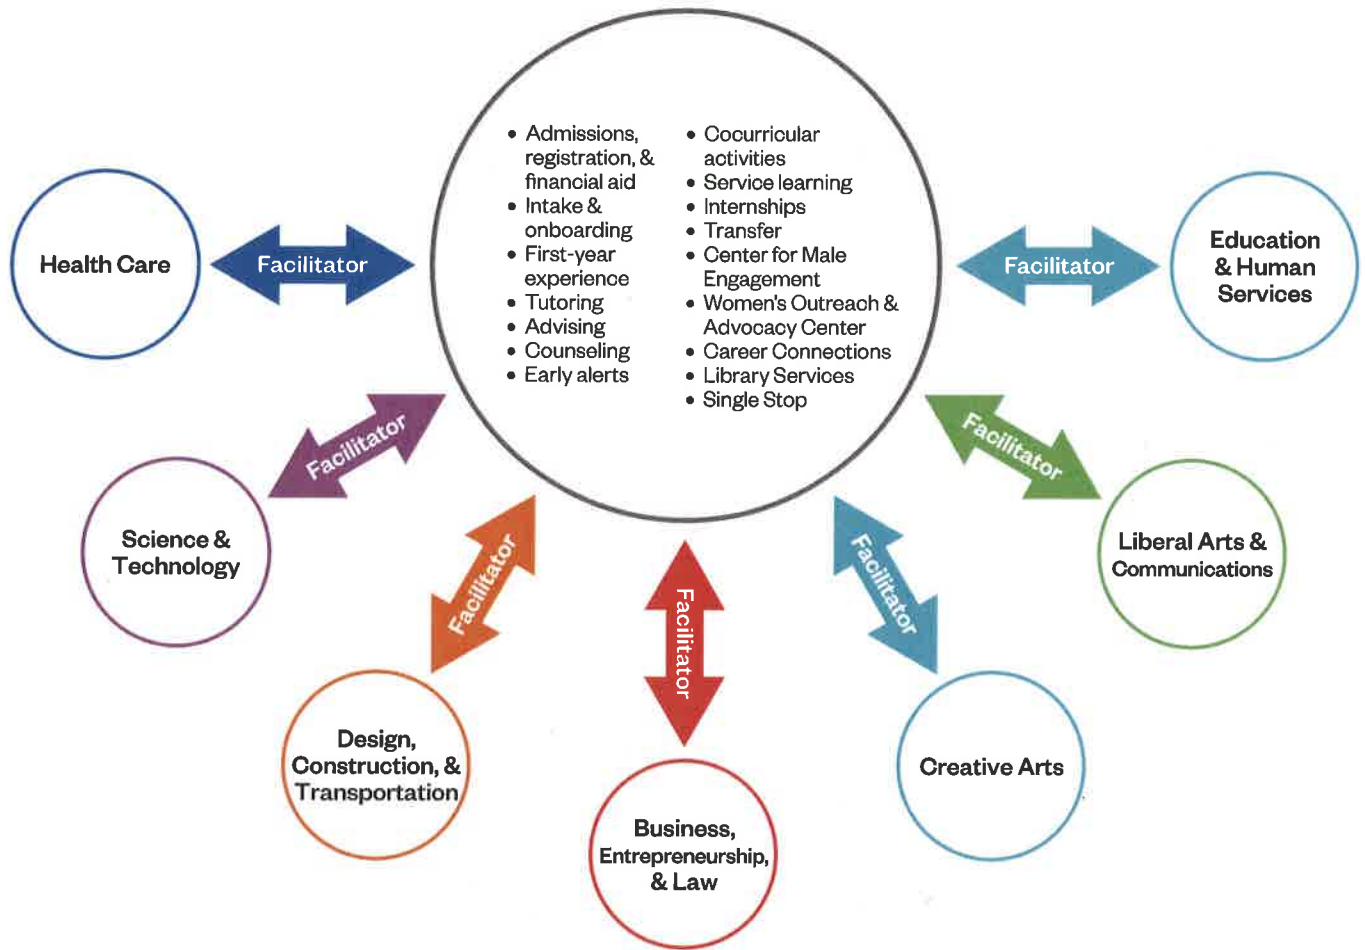 • Admissions,
registration, &
financial aid
• Intake &
onboarding
• First-year
experience
• Tutoring
• Advising
• Counseling
• Early alerts
• Cocurricular
activities
• Service learning
• Internships
• Transfer
• Center for Male
Engagement
• Women's Outreach &
Advocacy Center
• Career Connections
• Library Services
• Single Stop
Health Care
Facilitator
Facilitator
Education
& Human
Services
Facilitator
Science &
Technology
Facilitator
Liberal Arts &
Communications
Facilitator
Design,
Construction, &
Transportation
Facilitator
Business,
Entrepreneurship,
& Law
Facilitator
Creative Arts